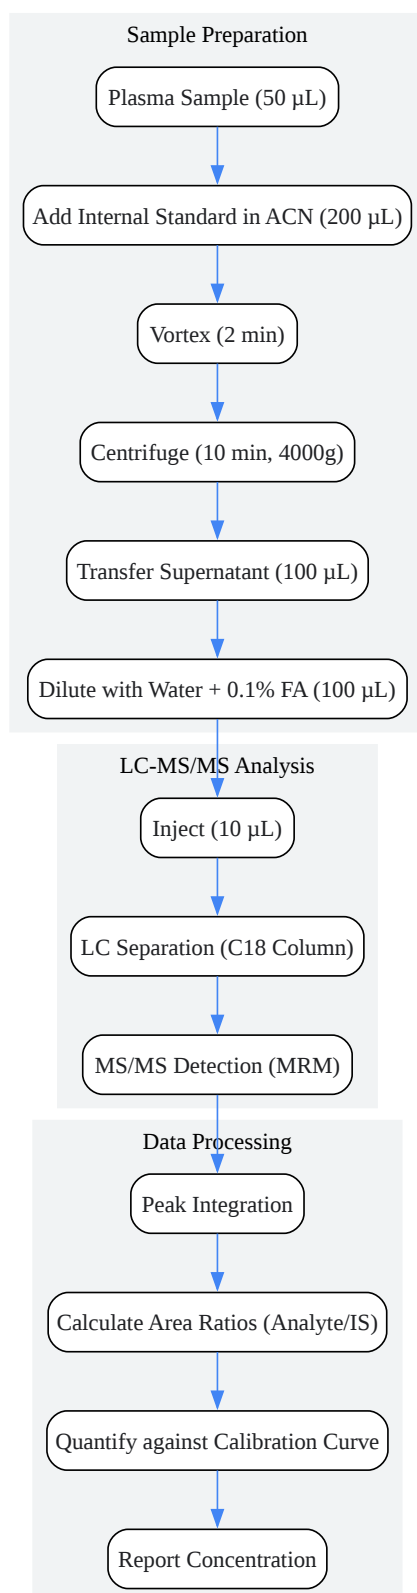 Sample Preparation
Plasma Sample (50 µL)
Add Internal Standard in ACN (200 µL)
Vortex (2 min)
Centrifuge (10 min, 4000g)
Transfer Supernatant (100 µL)
Dilute with Water + 0.1% FA (100 µL)
LC-MS/MS Analysis
Inject (10 µL)
LC Separation (C18 Column)
MS/MS Detection (MRM)
Data Processing
Peak Integration
Calculate Area Ratios (Analyte/IS)
Quantify against Calibration Curve
Report Concentration